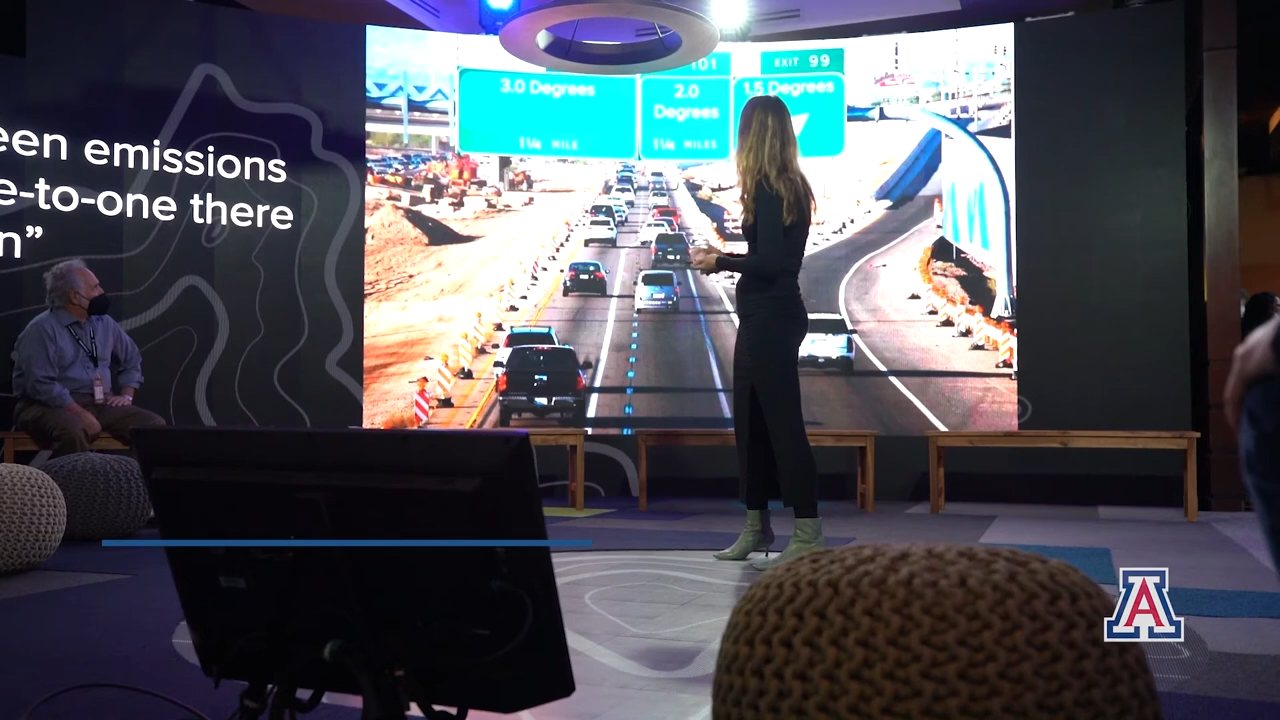 een emissions
e-to-one there
n”
3.0 Degrees
1¼ MILE
101
2.0
Degrees
1¼ MILES
EXIT 99
1.5 Degrees
A